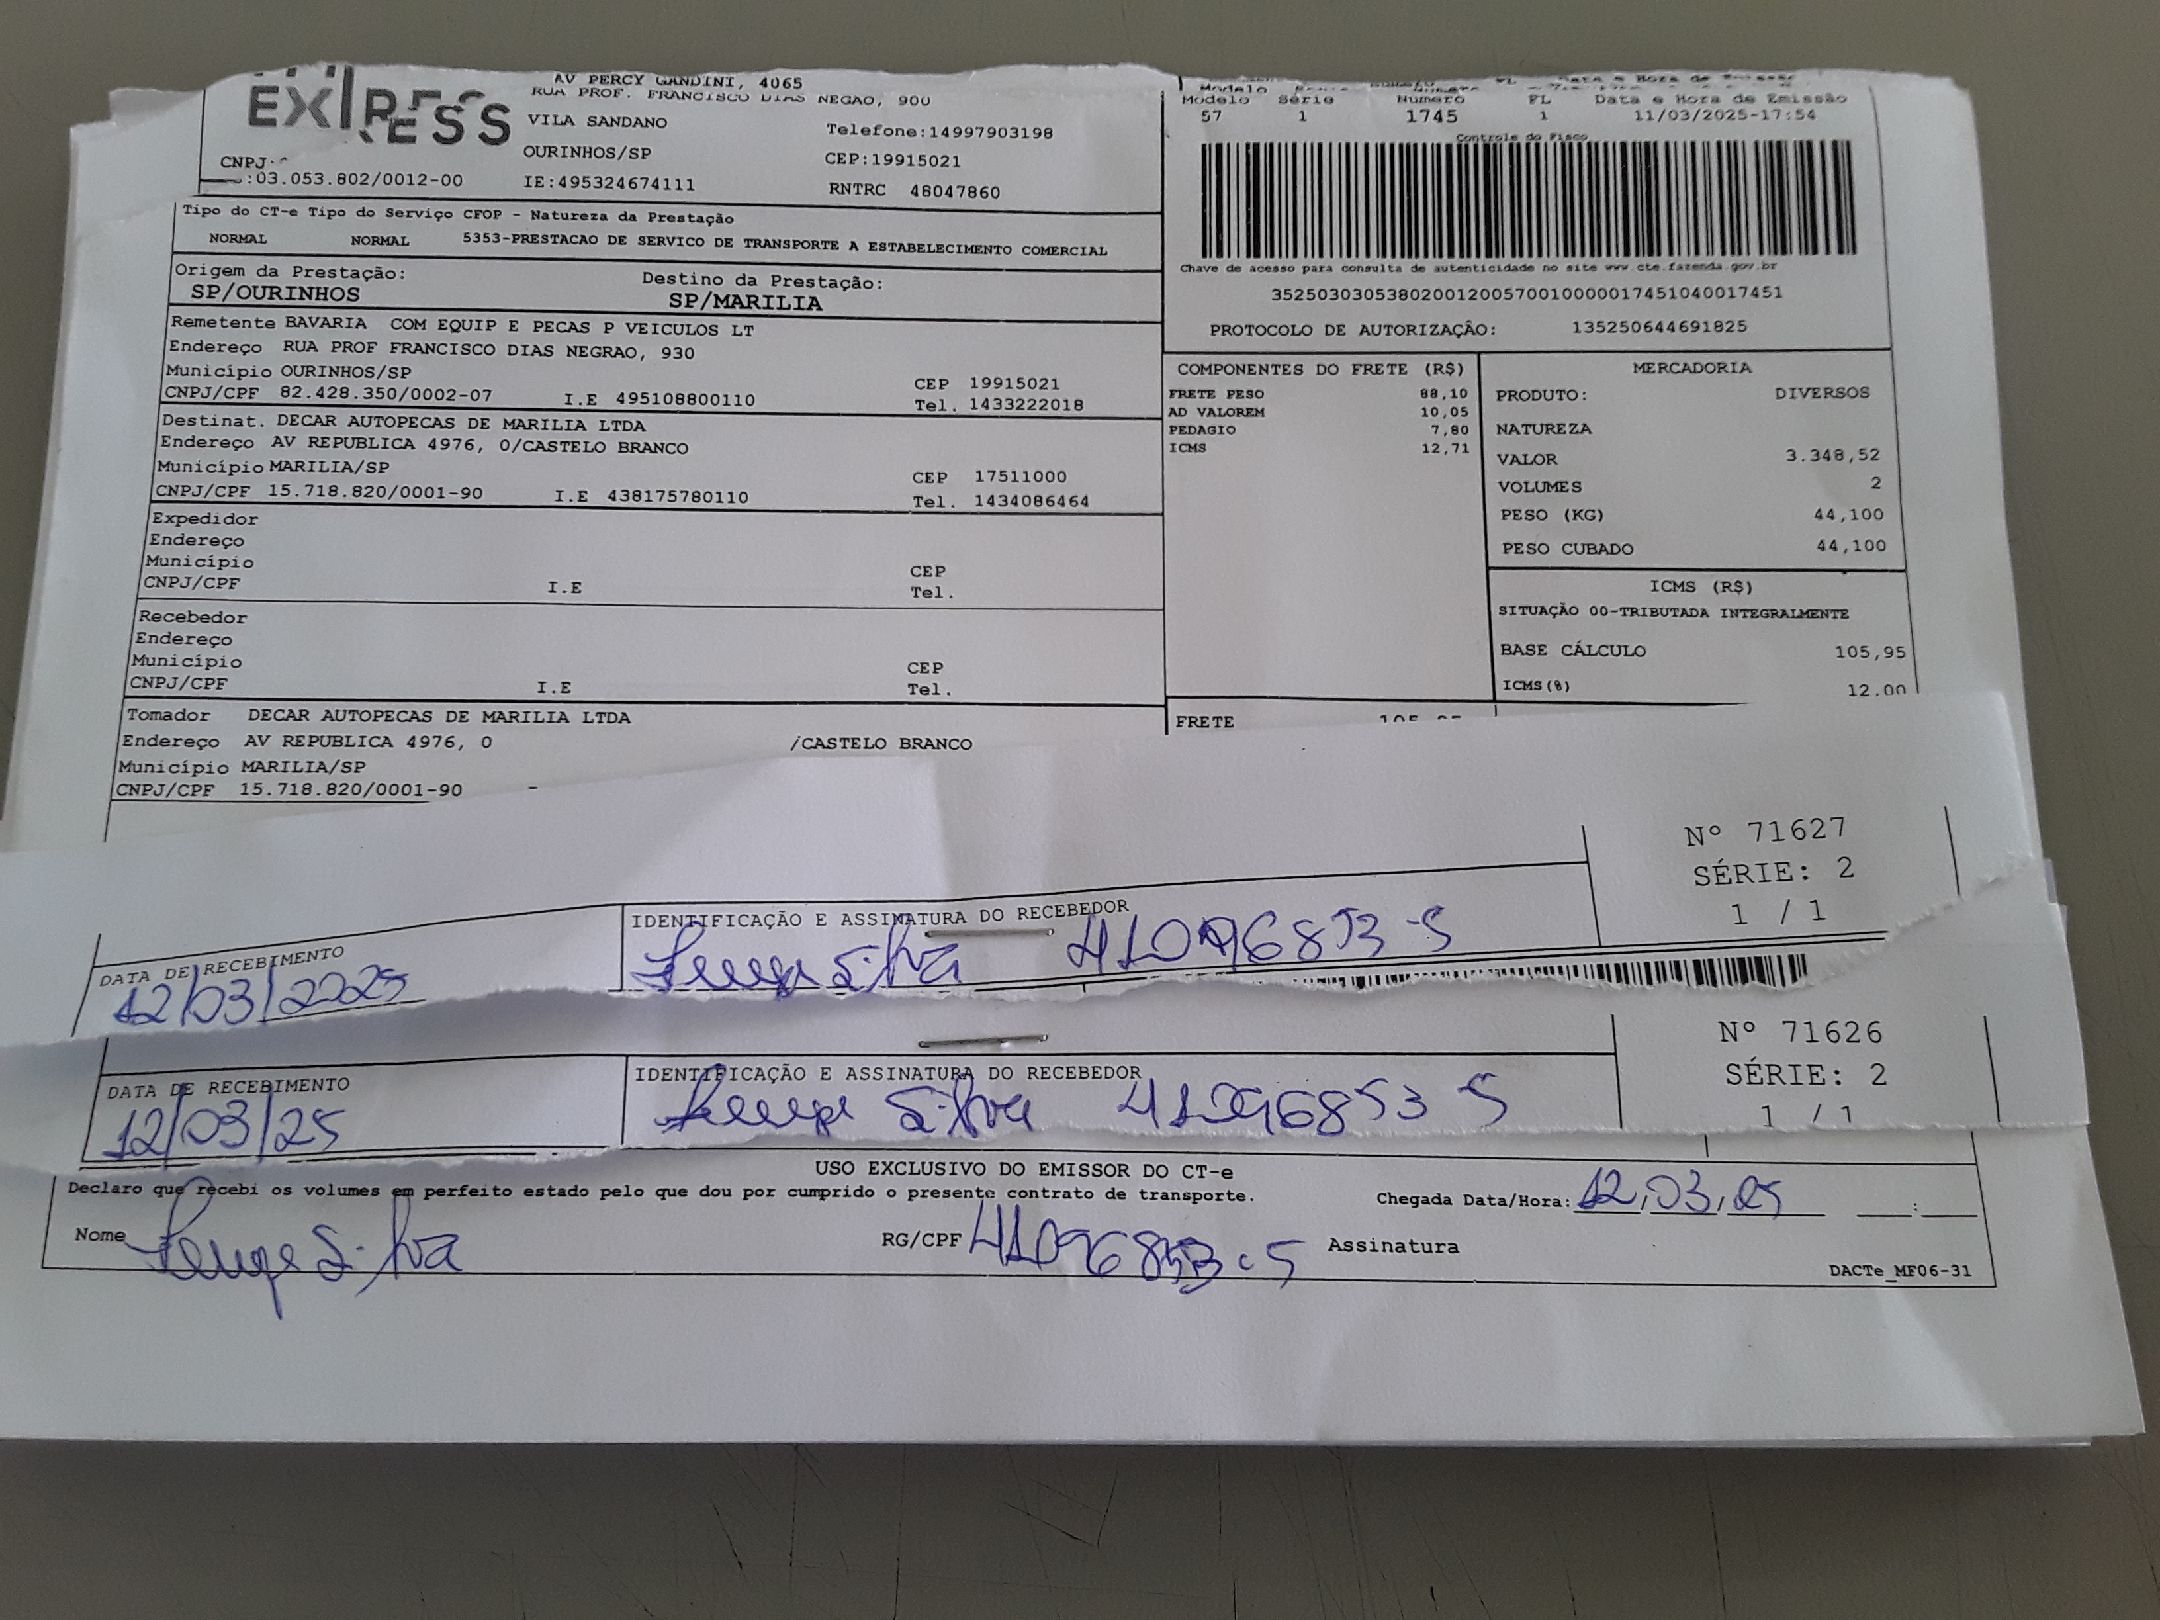 EXPRESS
AV PERCY GANDINI, 4065
RUA PROF. FRANCISCO DIAS NEGRAO, 900
VILA SANDANO
Telefone:14997903198
OURINHOS/SP
CEP:19915021
CNPJ:
:03.053.802/0012-00
IE:495324674111
RNTRC 48047860
Modelo Série Numero FL Data e Hora de Emissão
57 1 1745 1 11/03/2025-17:54
Controle do Fisco
Chave de acesso para consulta de autenticidade no site www.cte.fazenda.gov.br
35250303053802001200570010000017451040017451
PROTOCOLO DE AUTORIZAÇÃO: 135250644691825
Tipo do CT-e Tipo do Serviço CFOP - Natureza da Prestação
NORMAL NORMAL 5353-PRESTACAO DE SERVICO DE TRANSPORTE A ESTABELECIMENTO COMERCIAL
Origem da Prestação: Destino da Prestação:
SP/OURINHOS SP/MARILIA
Remetente BAVARIA COM EQUIP E PECAS P VEICULOS LT
Endereço RUA PROF FRANCISCO DIAS NEGRAO, 930
Município OURINHOS/SP CEP 19915021
CNPJ/CPF 82.428.350/0002-07 I.E 495108800110 Tel. 1433222018
Destinat. DECAR AUTOPECAS DE MARILIA LTDA
Endereço AV REPUBLICA 4976, 0/CASTELO BRANCO
Município MARILIA/SP CEP 17511000
CNPJ/CPF 15.718.820/0001-90 I.E 438175780110 Tel. 1434086464
Expedidor
Endereço
Município CEP
CNPJ/CPF I.E Tel.
Recebedor
Endereço
Município CEP
CNPJ/CPF I.E Tel.
Tomador DECAR AUTOPECAS DE MARILIA LTDA
Endereço AV REPUBLICA 4976, 0 /CASTELO BRANCO
Município MARILIA/SP
CNPJ/CPF 15.718.820/0001-90
COMPONENTES DO FRETE (R$)
FRETE PESO 88,10
AD VALOREM 10,05
PEDAGIO 7,80
ICMS 12,71
FRETE
MERCADORIA
PRODUTO: DIVERSOS
NATUREZA
VALOR 3.348,52
VOLUMES 2
PESO (KG) 44,100
PESO CUBADO 44,100
ICMS (R$)
SITUAÇÃO 00-TRIBUTADA INTEGRALMENTE
BASE CÁLCULO 105,95
ICMS(%) 12.00
Nº 71627
SÉRIE: 2
1 / 1
DATA DE RECEBIMENTO IDENTIFICAÇÃO E ASSINATURA DO RECEBEDOR
12/03/2025 Silva 41096853-5
Nº 71626
SÉRIE: 2
1 / 1
DATA DE RECEBIMENTO IDENTIFICAÇÃO E ASSINATURA DO RECEBEDOR
12/03/25 Silva 41096853 5
USO EXCLUSIVO DO EMISSOR DO CT-e
Declaro que recebi os volumes em perfeito estado pelo que dou por cumprido o presente contrato de transporte. Chegada Data/Hora: 12.03.25 :
Nome Silva RG/CPF 41096853-5 Assinatura
DACTe_MF06-31